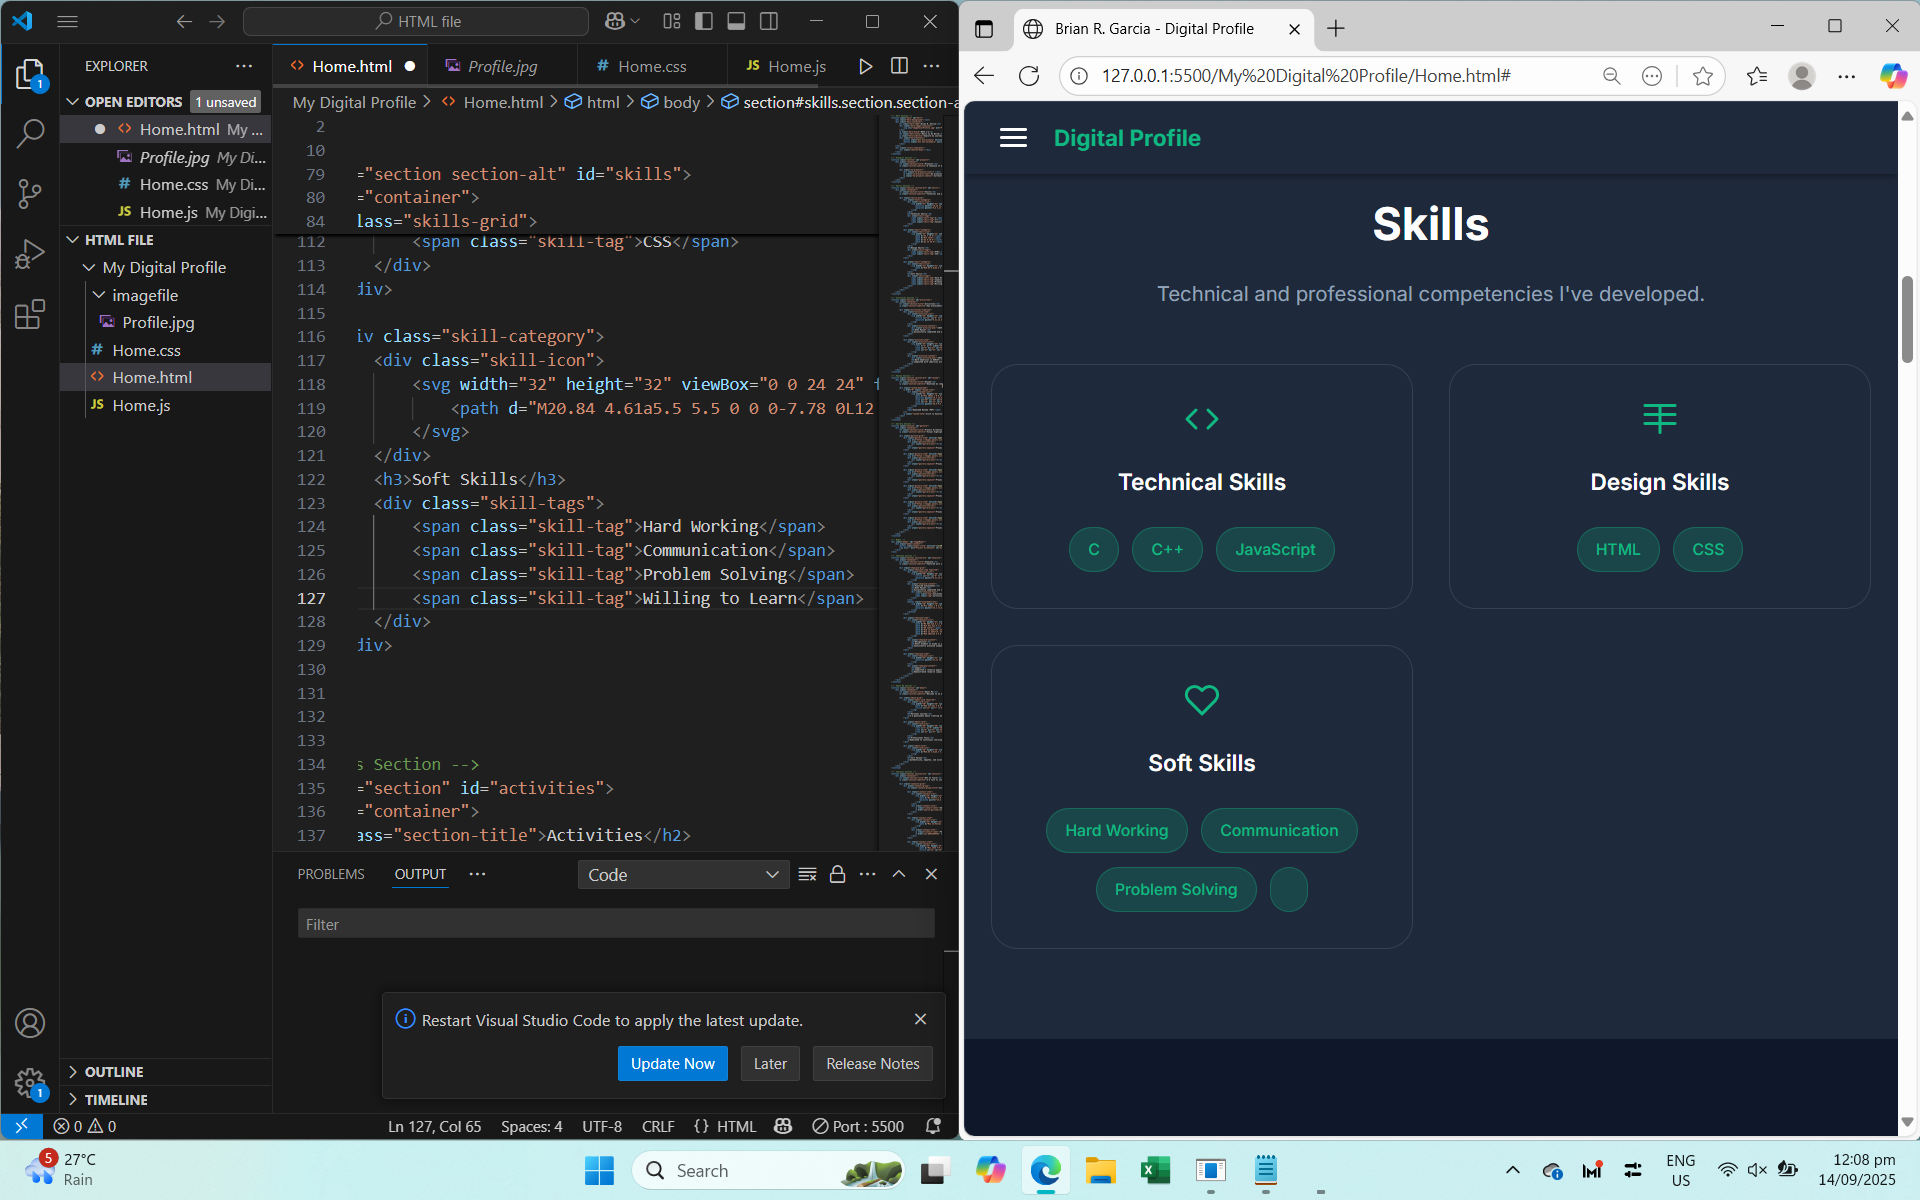 HTML file
EXPLORER
OPEN EDITORS 1 unsaved
Home.html My ...
Profile.jpg My Di...
Home.css My Di...
Home.js My Digi...
HTML FILE
My Digital Profile
imagefile
Profile.jpg
Home.css
Home.html
Home.js
OUTLINE
TIMELINE
Home.html
Profile.jpg
Home.css
Home.js
My Digital Profile > Home.html > html > body > section#skills.section.section-a
2
10
79 ="section section-alt" id="skills">
80 ="container">
84 lass="skills-grid">
112 <span class="skill-tag">CSS</span>
113 </div>
114 div>
115
116 iv class="skill-category">
117 <div class="skill-icon">
118 <svg width="32" height="32" viewBox="0 0 24 24" f
119 <path d="M20.84 4.61a5.5 5.5 0 0 0-7.78 0L12
120 </svg>
121 </div>
122 <h3>Soft Skills</h3>
123 <div class="skill-tags">
124 <span class="skill-tag">Hard Working</span>
125 <span class="skill-tag">Communication</span>
126 <span class="skill-tag">Problem Solving</span>
127 <span class="skill-tag">Willing to Learn</span>
128 </div>
129 div>
130
131
132
133
134 s Section -->
135 ="section" id="activities">
136 ="container">
137 ass="section-title">Activities</h2>
PROBLEMS OUTPUT ... Code
Filter
Restart Visual Studio Code to apply the latest update.
Update Now Later Release Notes
0 0 Ln 127, Col 65 Spaces: 4 UTF-8 CRLF {} HTML Port : 5500
Brian R. Garcia - Digital Profile
127.0.0.1:5500/My%20Digital%20Profile/Home.html#
Digital Profile
Skills
Technical and professional competencies I've developed.
Technical Skills
C C++ JavaScript
Design Skills
HTML CSS
Soft Skills
Hard Working Communication
Problem Solving
5
27°C
Rain
Search
ENG
US
12:08 pm
14/09/2025